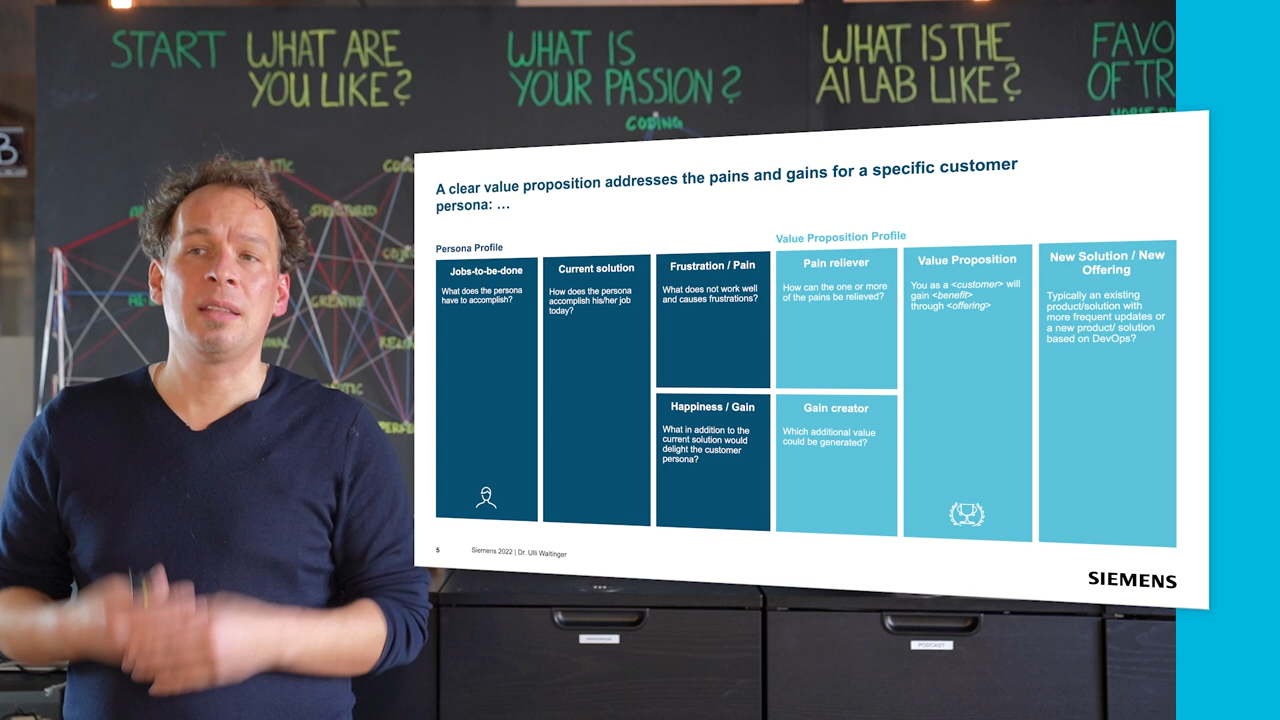 START
WHAT ARE
YOU LIKE?
WHAT IS
YOUR PASSION?
WHAT IS THE
AI LAB LIKE?
FAVO
OF TR
CODING
A clear value proposition addresses the pains and gains for a specific customer
persona: …
Persona Profile
Value Proposition Profile
Jobs-to-be-done
What does the persona
have to accomplish?
Current solution
How does the persona
accomplish his/her job
today?
Frustration / Pain
What does not work well
and causes frustrations?
Happiness / Gain
What in addition to the
current solution would
delight the customer
persona?
Pain reliever
How can the one or more
of the pains be relieved?
Gain creator
Which additional value
could be generated?
Value Proposition
You as a <customer> will
gain <benefit>
through <offering>
New Solution / New
Offering
Typically an existing
product/solution with
more frequent updates or
a new product/ solution
based on DevOps?
5
Siemens 2022 | Dr. Ulli Waltinger
SIEMENS
STRUCTURED
CREATIVE
PODCAST
B